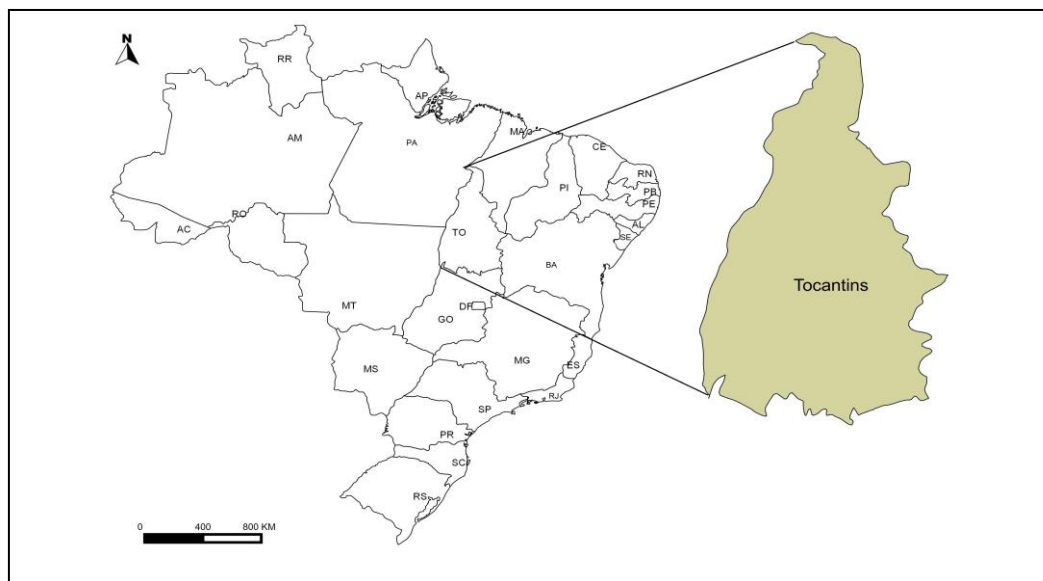 N
RR
AP
AM
PA
MA
CE
RN
PB
PE
AL
SE
PI
RO
AC
TO
BA
Tocantins
MT
DF
GO
MG
ES
MS
RJ
SP
PR
SC
RS
0 400 800 KM